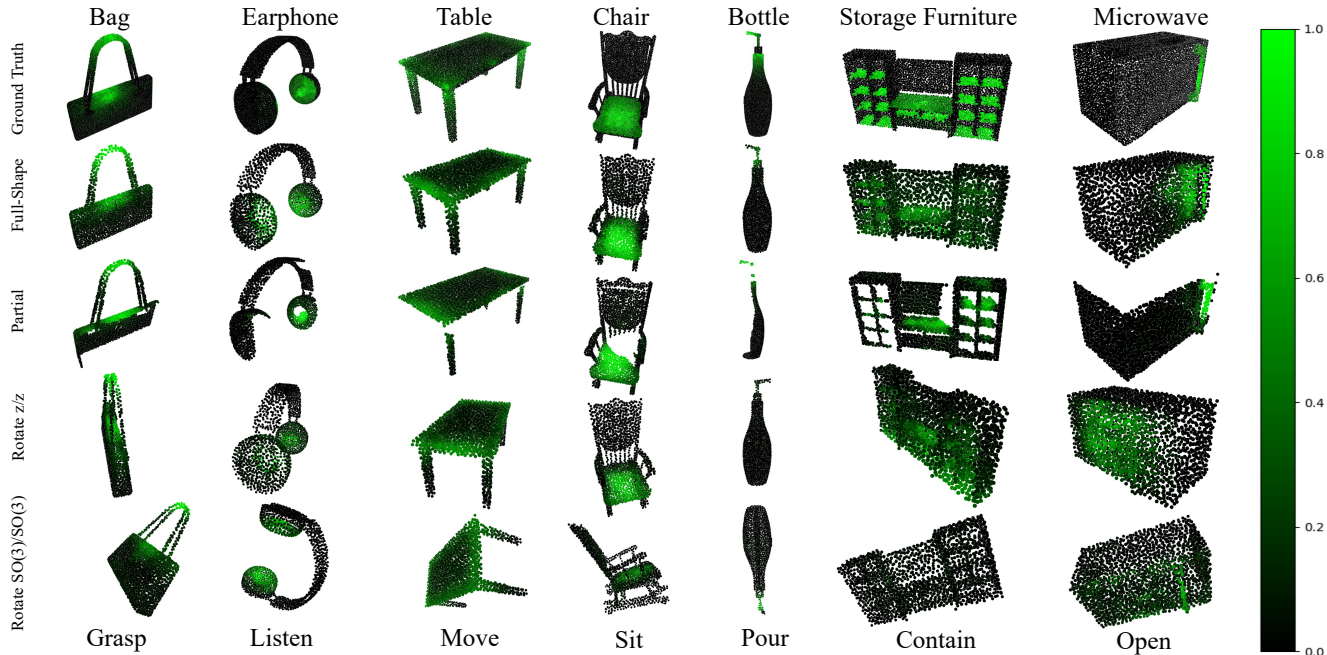 Bag Earphone Table Chair Bottle Storage Furniture Microwave
Ground Truth
Full-Shape
Partial
Rotate z/z
Rotate SO(3)/SO(3)
Grasp Listen Move Sit Pour Contain Open
1.0
0.8
0.6
0.4
0.2
0.0